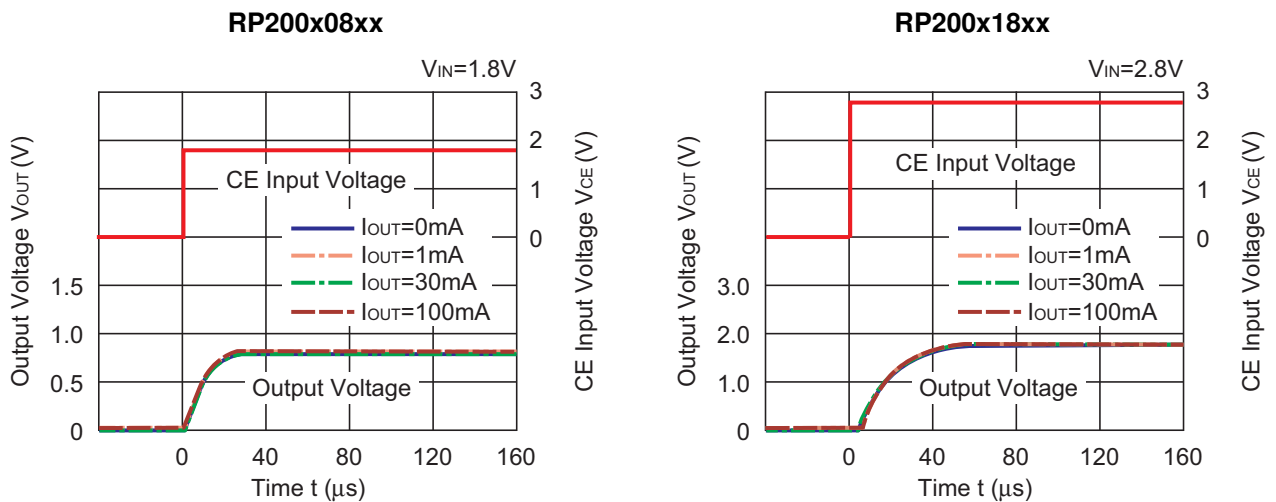 RP200x08xx
VIN=1.8V
3
2
1
0
CE Input Voltage
IOUT=0mA
IOUT=1mA
IOUT=30mA
IOUT=100mA
1.5
1.0
0.5
0
Output Voltage
Output Voltage VOUT (V)
CE Input Voltage VCE (V)
0 40 80 120 160
Time t (μs)
RP200x18xx
VIN=2.8V
3
2
1
0
CE Input Voltage
IOUT=0mA
IOUT=1mA
IOUT=30mA
IOUT=100mA
3.0
2.0
1.0
0
Output Voltage
Output Voltage VOUT (V)
CE Input Voltage VCE (V)
0 40 80 120 160
Time t (μs)